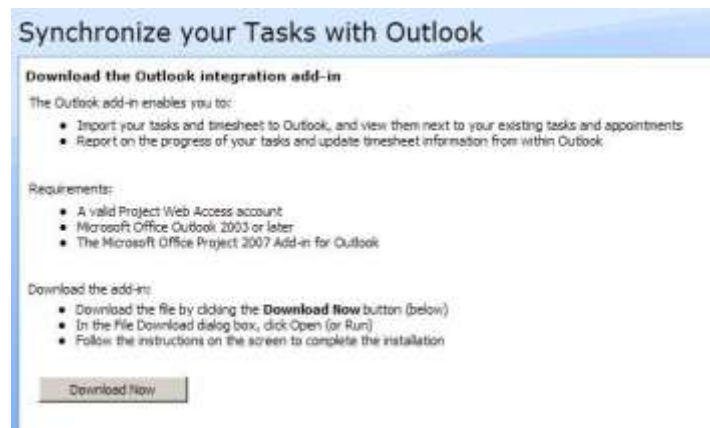 Synchronize your Tasks with Outlook
Download the Outlook integration add-in
The Outlook add-in enables you to:
• Import your tasks and timesheet to Outlook, and view them next to your existing tasks and appointments
• Report on the progress of your tasks and update timesheet information from within Outlook
Requirements:
• A valid Project Web Access account
• Microsoft Office Outlook 2003 or later
• The Microsoft Office Project 2007 Add-in for Outlook
Download the add-in:
• Download the file by clicking the Download Now button (below)
• In the File Download dialog box, click Open (or Run)
• Follow the instructions on the screen to complete the installation
Download Now